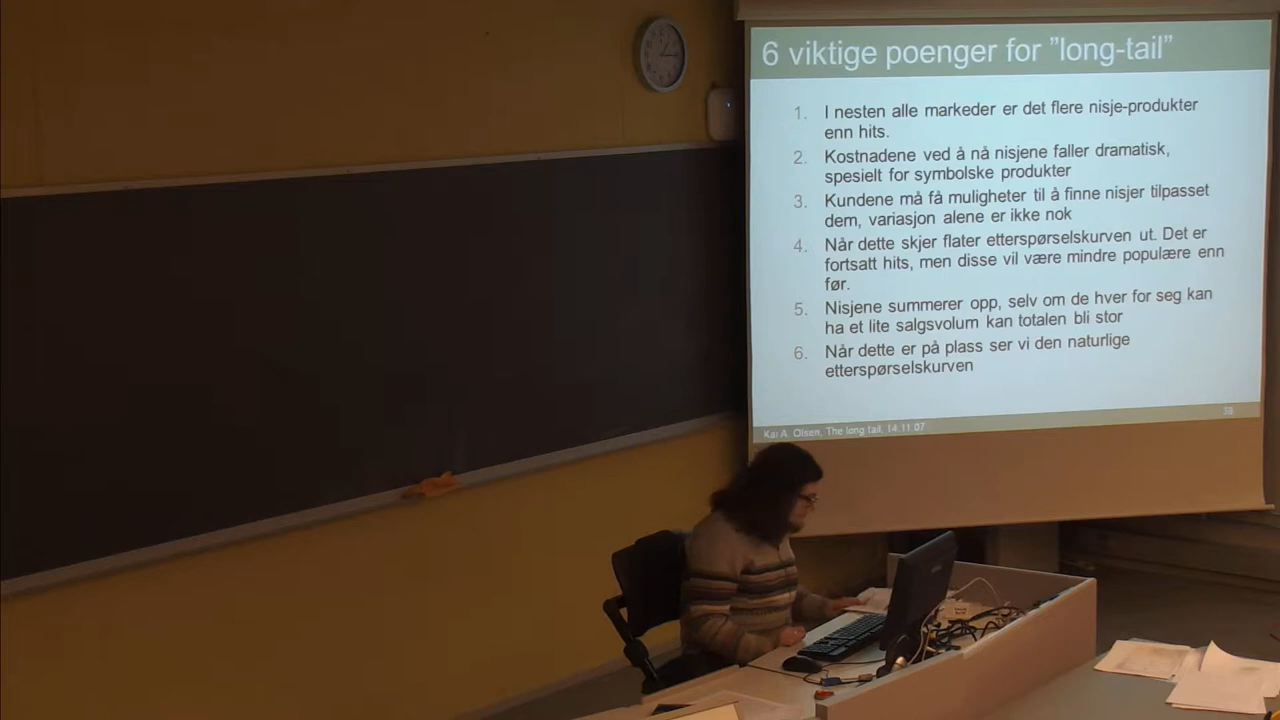 6 viktige poenger for "long-tail"
1. I nesten alle markeder er det flere nisje-produkter
enn hits.
2. Kostnadene ved å nå nisjene faller dramatisk,
spesielt for symbolske produkter
3. Kundene må få muligheter til å finne nisjer tilpasset
dem, variasjon alene er ikke nok
4. Når dette skjer flater etterspørselskurven ut. Det er
fortsatt hits, men disse vil være mindre populære enn
før.
5. Nisjene summerer opp, selv om de hver for seg kan
ha et lite salgsvolum kan totalen bli stor
6. Når dette er på plass ser vi den naturlige
etterspørselskurven
Kai A. Olsen, The long tail, 14.11.07